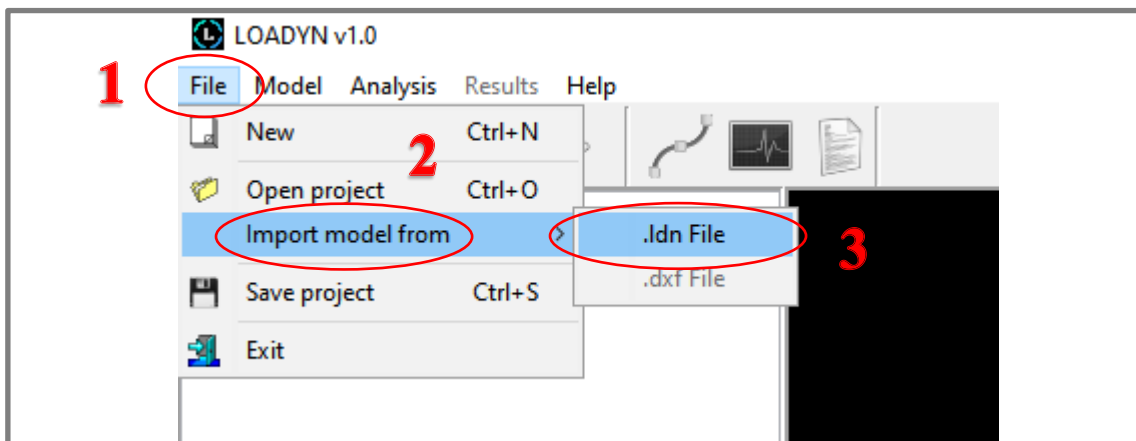 LOADYN v1.0
1
File Model Analysis Results Help
New Ctrl+N
2
Open project Ctrl+O
Import model from > .ldn File
3
.dxf File
Save project Ctrl+S
Exit